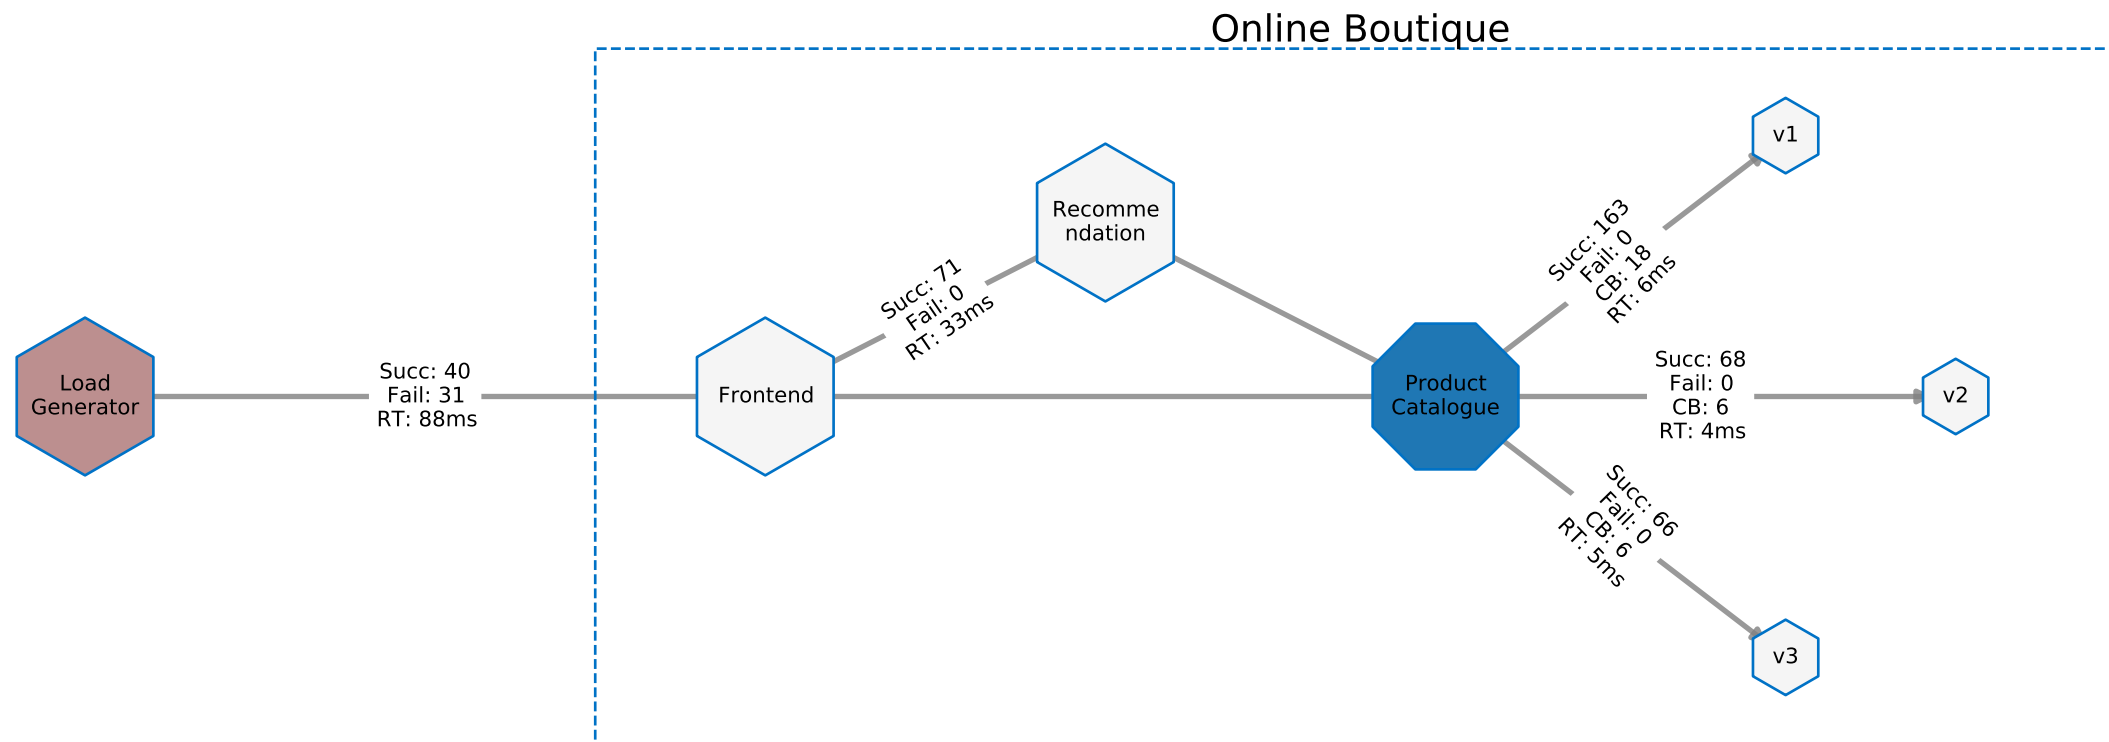 Online Boutique
Load
Generator
Succ: 40
Fail: 31
RT: 88ms
Frontend
Succ: 71
Fail: 0
RT: 33ms
Recomme
ndation
Product
Catalogue
Succ: 163
Fail: 0
CB: 18
RT: 6ms
v1
Succ: 68
Fail: 0
CB: 6
RT: 4ms
v2
Succ: 66
Fail: 0
CB: 6
RT: 5ms
v3